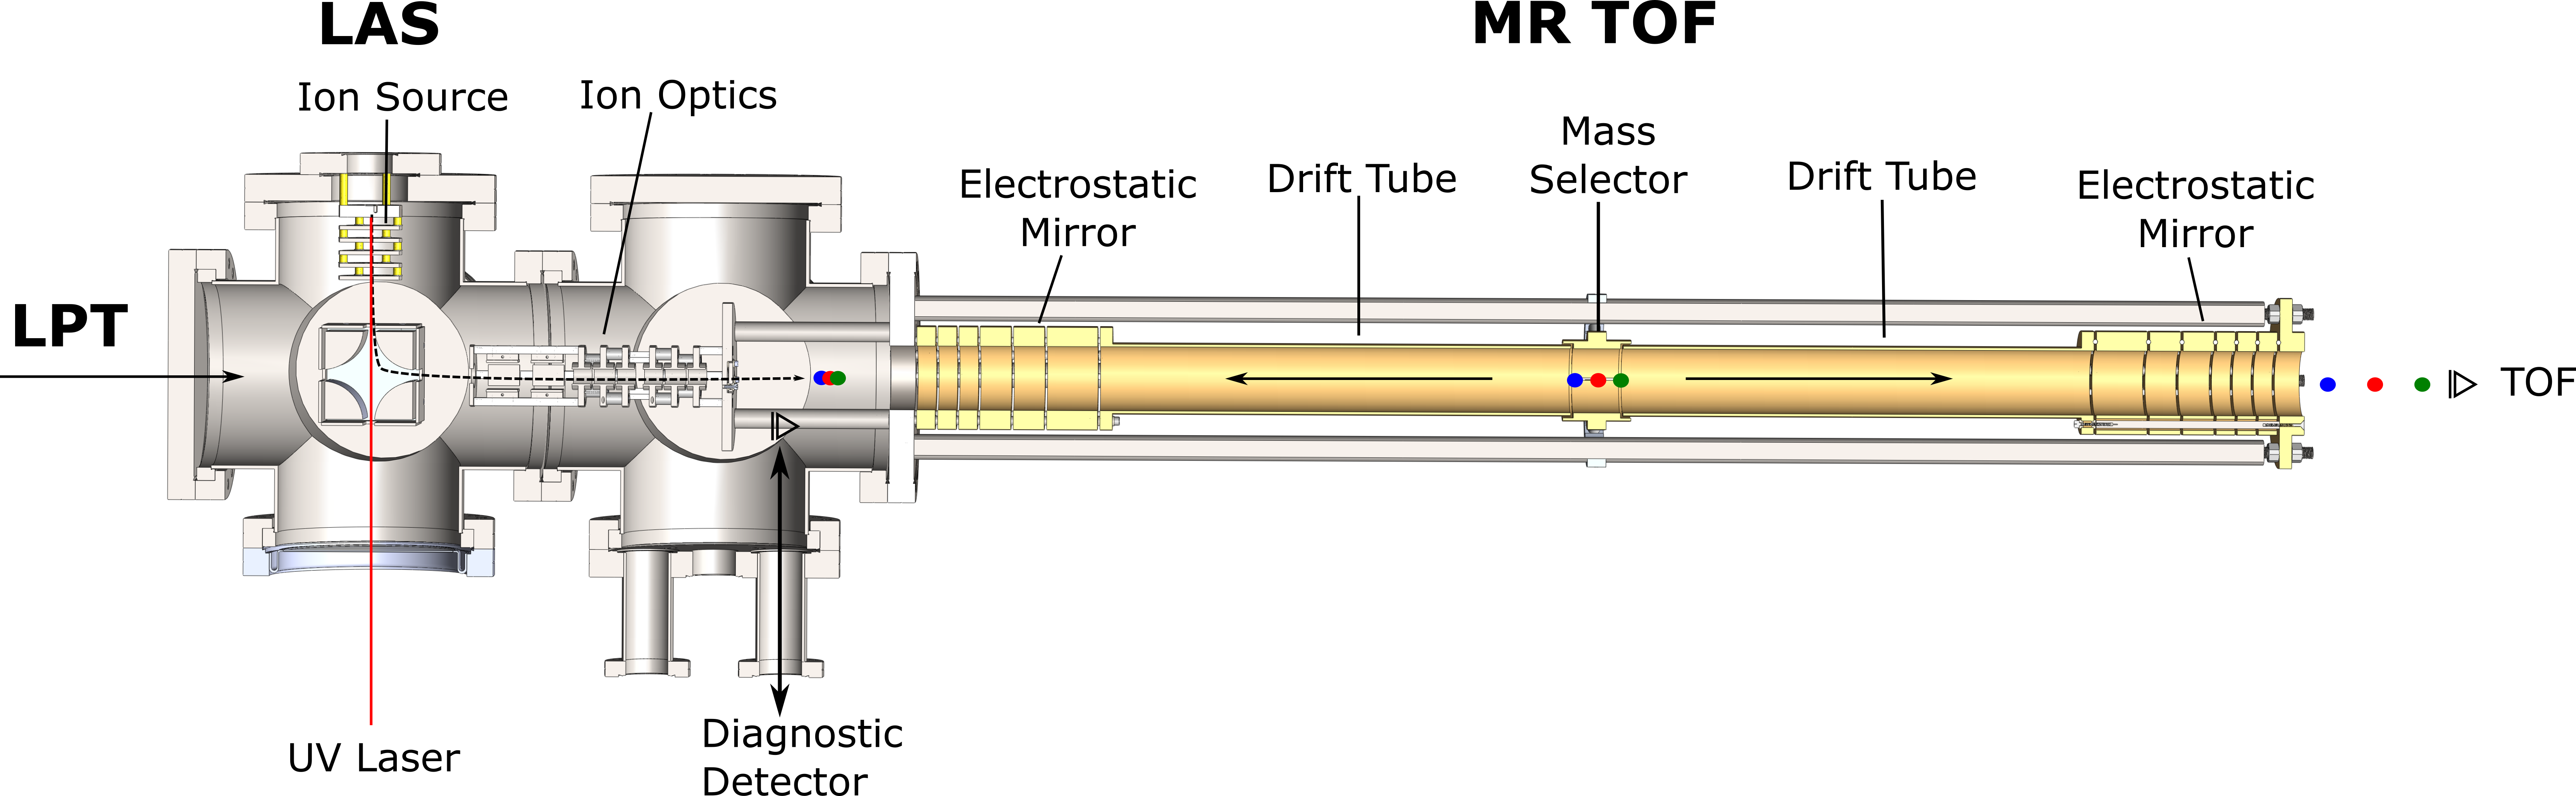 LAS
MR TOF
Ion Source
Ion Optics
Mass
Selector
Electrostatic
Mirror
Drift Tube
Drift Tube
Electrostatic
Mirror
LPT
TOF
UV Laser
Diagnostic
Detector